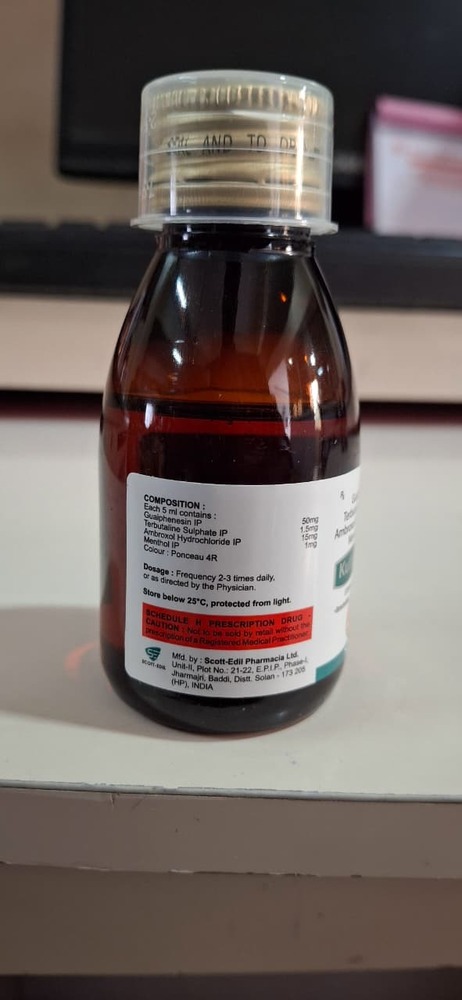 AND TO
COMPOSITION :
Each 5 ml contains :
Guaiphenesin IP 50mg
Terbutaline Sulphate IP 1.5mg
Ambroxol Hydrochloride IP 15mg
Menthol IP 1mg
Colour : Ponceau 4R
Dosage : Frequency 2-3 times daily,
or as directed by the Physician.
Store below 25°C, protected from light.
SCHEDULE H PRESCRIPTION DRUG -
CAUTION : Not to be sold by retail without the
prescription of a Registered Medical Practitioner.
SCOTT-EDIL
Mfd. by : Scott-Edil Pharmacia Ltd.
Unit-II, Plot No.: 21-22, E.P.I.P., Phase-I,
Jharmajri, Baddi, Distt. Solan - 173 205
(HP), INDIA